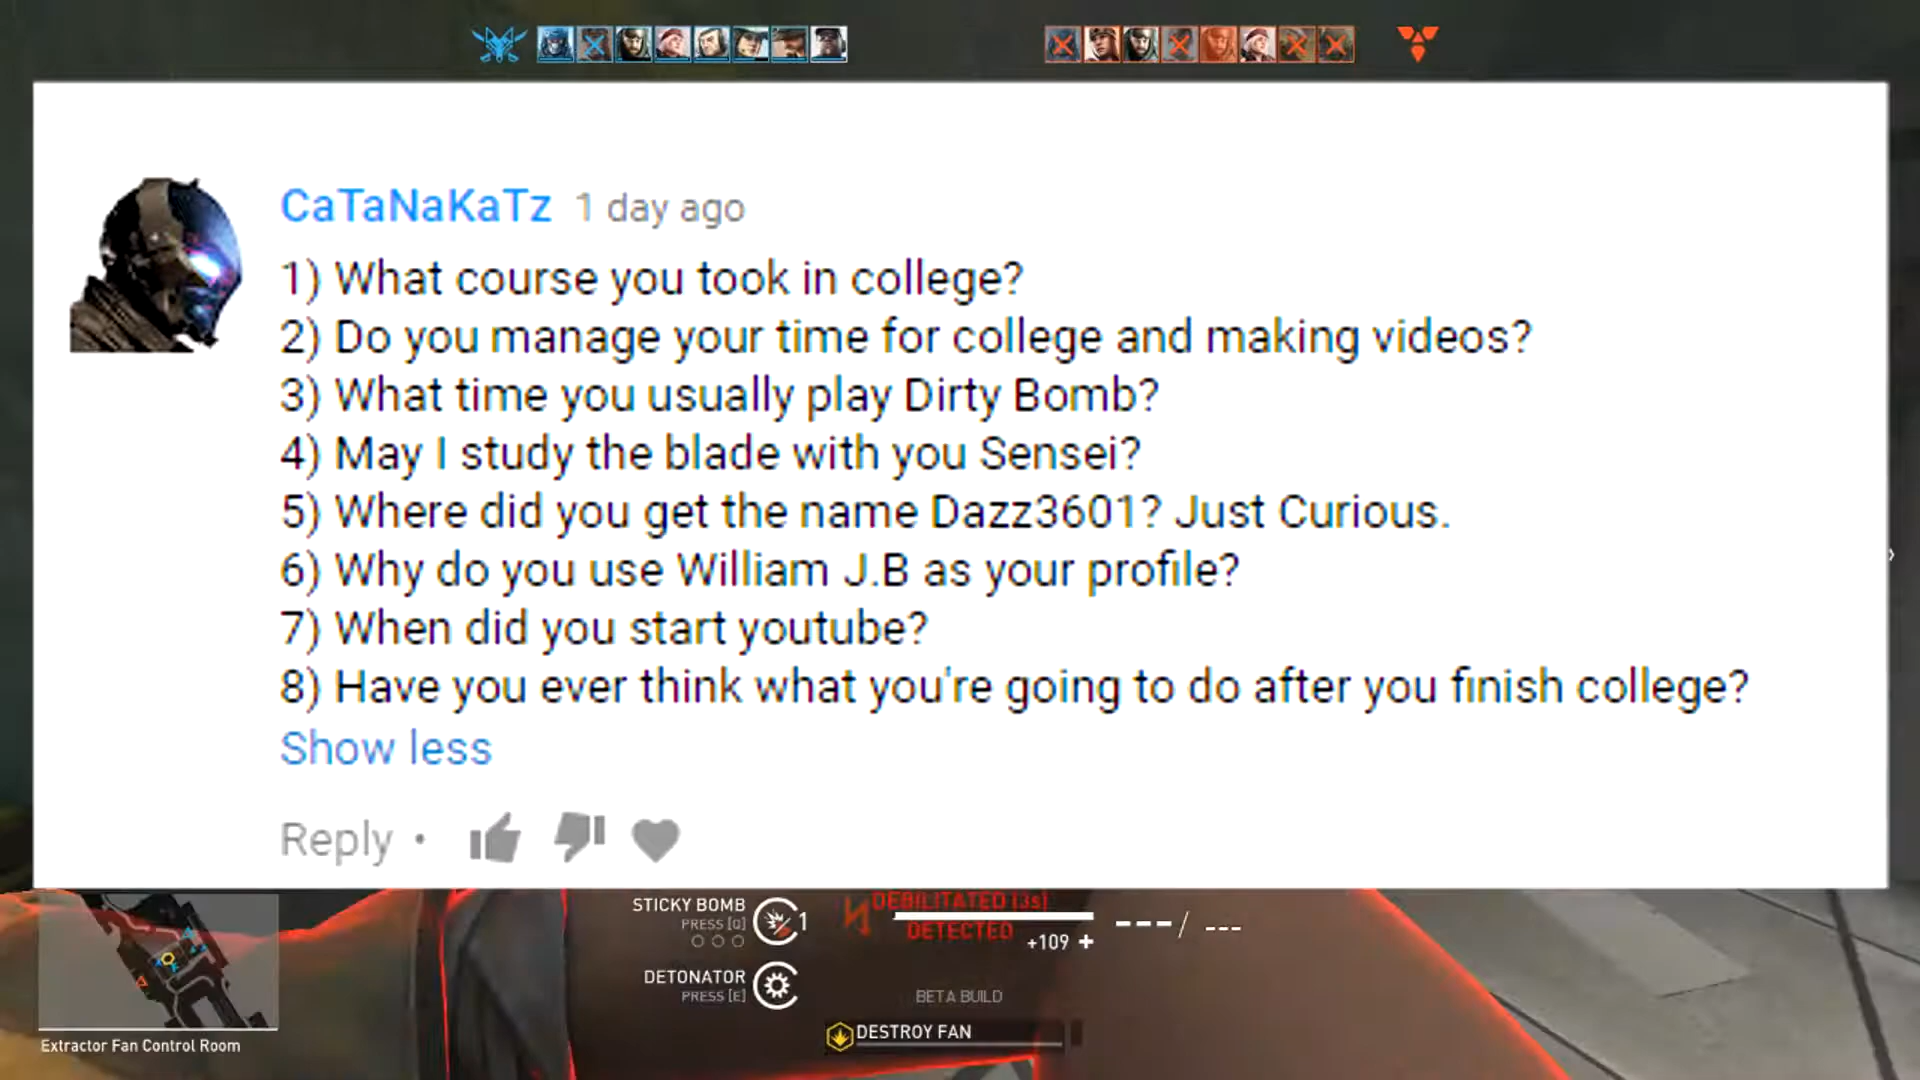 CaTaNaKaTz 1 day ago
1) What course you took in college?
2) Do you manage your time for college and making videos?
3) What time you usually play Dirty Bomb?
4) May I study the blade with you Sensei?
5) Where did you get the name Dazz3601? Just Curious.
6) Why do you use William J.B as your profile?
7) When did you start youtube?
8) Have you ever think what you're going to do after you finish college?
Show less
Reply •
STICKY BOMB
PRESS [Q]
1
DEBILITATED [3s]
DETECTED
+109
---/ ---
DETONATOR
PRESS [E]
BETA BUILD
DESTROY FAN
Extractor Fan Control Room